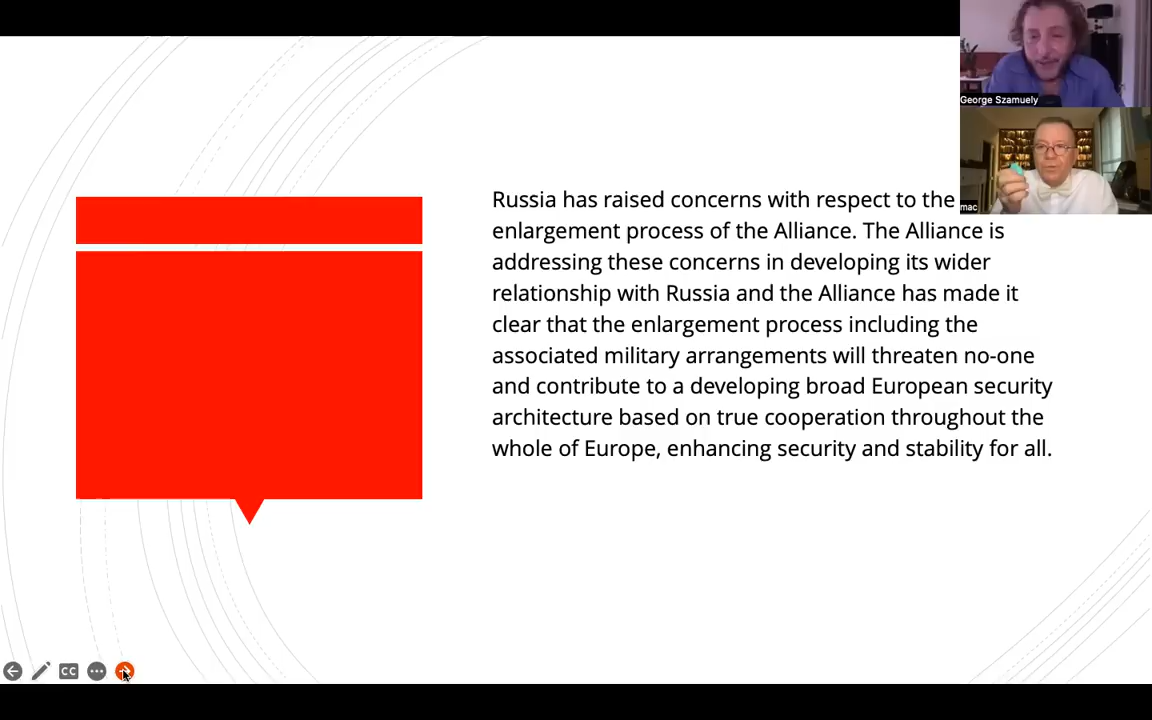 George Szamuely
mac
Russia has raised concerns with respect to the
enlargement process of the Alliance. The Alliance is
addressing these concerns in developing its wider
relationship with Russia and the Alliance has made it
clear that the enlargement process including the
associated military arrangements will threaten no-one
and contribute to a developing broad European security
architecture based on true cooperation throughout the
whole of Europe, enhancing security and stability for all.
CC